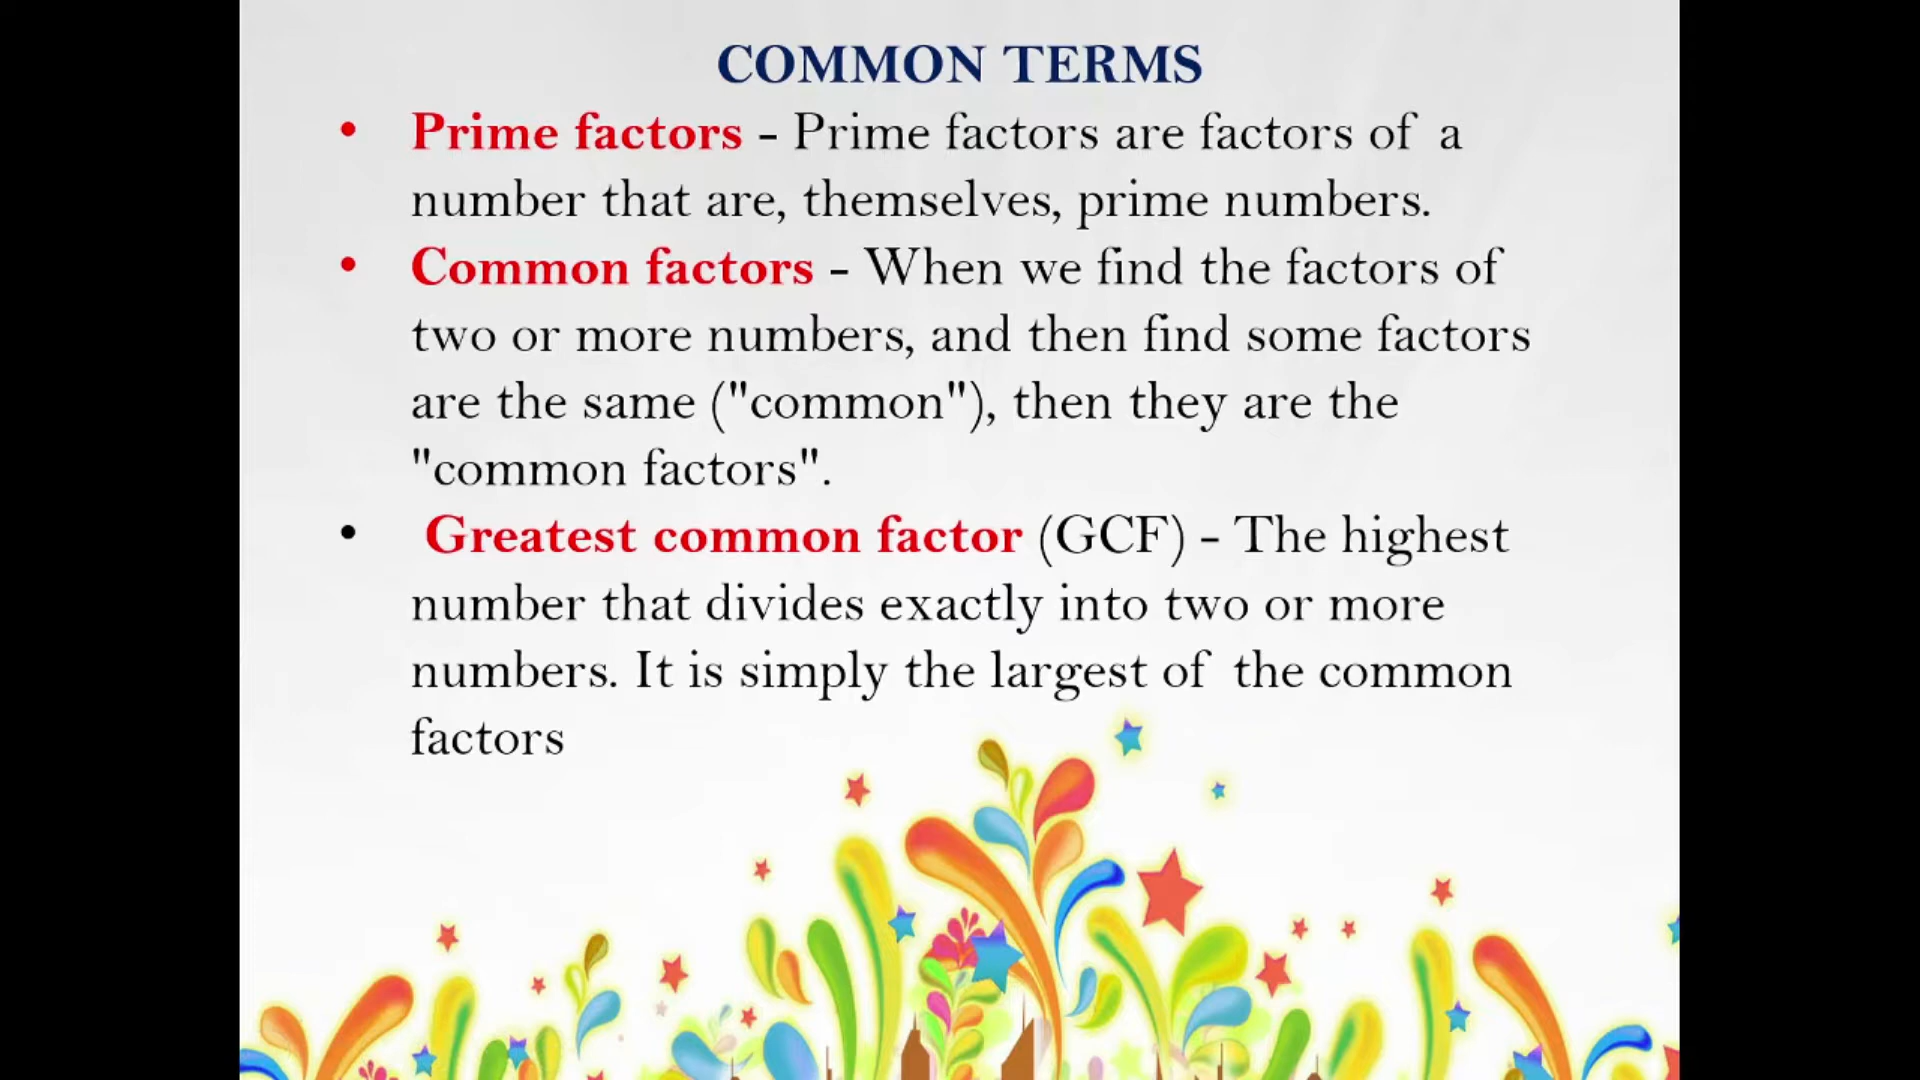 COMMON TERMS
• Prime factors - Prime factors are factors of a
number that are, themselves, prime numbers.
• Common factors - When we find the factors of
two or more numbers, and then find some factors
are the same ("common"), then they are the
"common factors".
• Greatest common factor (GCF) - The highest
number that divides exactly into two or more
numbers. It is simply the largest of the common
factors